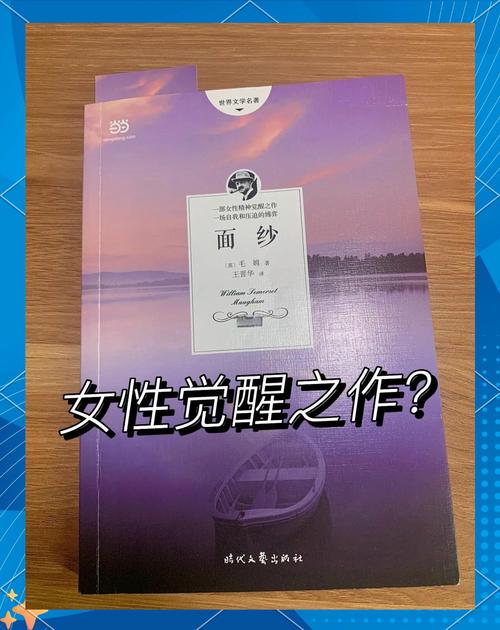 世界文学名著
当当
dangdang.com
一部女性精神觉醒之作
一场自我和压迫的博弈
面纱
〔英〕毛姆 著
王晋华 译
William Somerset
Maugham
女性觉醒之作?
时代文艺出版社